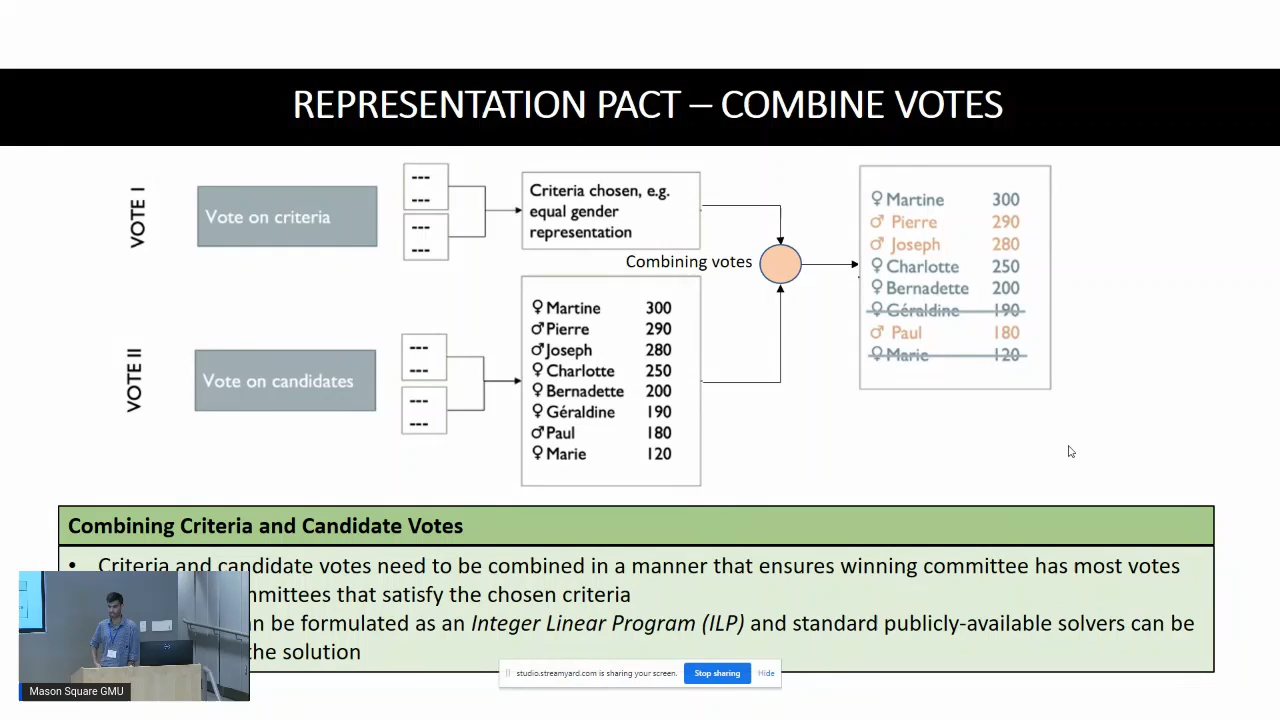 REPRESENTATION PACT – COMBINE VOTES
VOTE I
Vote on criteria
---
---
---
---
Criteria chosen, e.g.
equal gender
representation
Combining votes
VOTE II
Vote on candidates
---
---
---
---
♀ Martine 300
♂ Pierre 290
♂ Joseph 280
♀ Charlotte 250
♀ Bernadette 200
♀ Géraldine 190
♂ Paul 180
♀ Marie 120
♀ Martine 300
♂ Pierre 290
♂ Joseph 280
♀ Charlotte 250
♀ Bernadette 200
♀ Géraldine 190
♂ Paul 180
♀ Marie 120
Combining Criteria and Candidate Votes
• Criteria and candidate votes need to be combined in a manner that ensures winning committee has most votes
mmittees that satisfy the chosen criteria
n be formulated as an Integer Linear Program (ILP) and standard publicly-available solvers can be
the solution
studio.streamyard.com is sharing your screen.
Stop sharing
Hide
Mason Square GMU